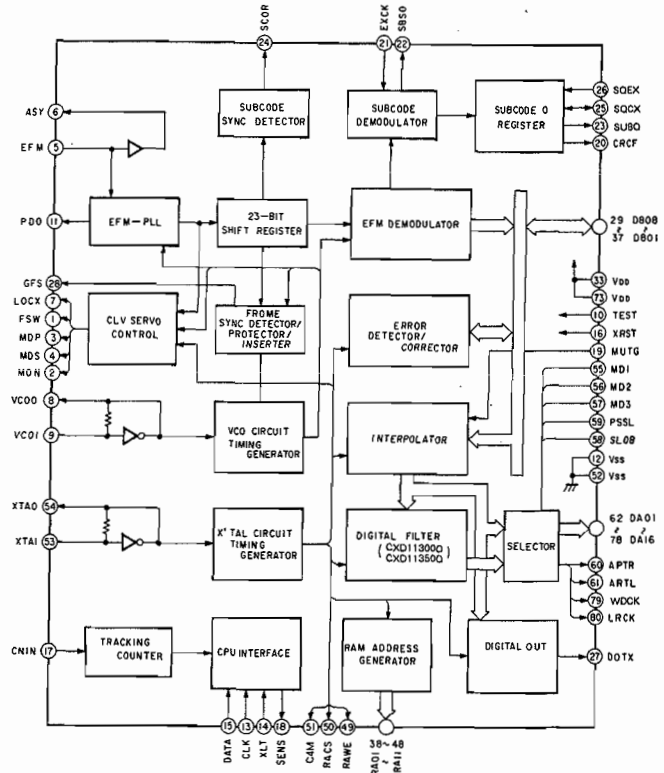 SCOR
EXCK
SBSO
24
21
22
ASY
6
EFM
5
SUBCODE
SYNC DETECTOR
SUBCODE
DEMODULATOR
SUBCODE Q
REGISTER
26 SQEX
25 SQCX
23 SUBQ
20 CRCF
PDO 11
EFM-PLL
23-BIT
SHIFT REGISTER
EFM DEMODULATOR
29 D808
≀
37 D801
GFS 28
LOCX 7
FSW 1
MDP 3
MDS 4
MON 2
CLV SERVO
CONTROL
FROME
SYNC DETECTOR/
PROTECTOR/
INSERTER
ERROR
DETECTOR/
CORRECTOR
33 VDD
73 VDD
10 TEST
16 XRST
19 MUTG
55 MD1
56 MD2
57 MD3
59 PSSL
58 SLOB
12 Vss
52 Vss
VCOO 8
VCOI 9
VCO CIRCUIT
TIMING
GENERATOR
INTERPOLATOR
XTAO 54
XTAI 53
X'TAL CIRCUIT
TIMING
GENERATOR
DIGITAL FILTER
(CXD1130Q)
(CXD1135Q)
SELECTOR
62 DA01
≀
78 DA16
60 APTR
61 ARTL
79 WDCK
80 LRCK
CNIN 17
TRACKING
COUNTER
CPU INTERFACE
RAM ADDRESS
GENERATOR
DIGITAL OUT
27 DOTX
15
13
14
18
51
50
49
DATA
CLK
XLT
SENS
C4M
RACS
RAWE
38~48
RA01
≀
RA11